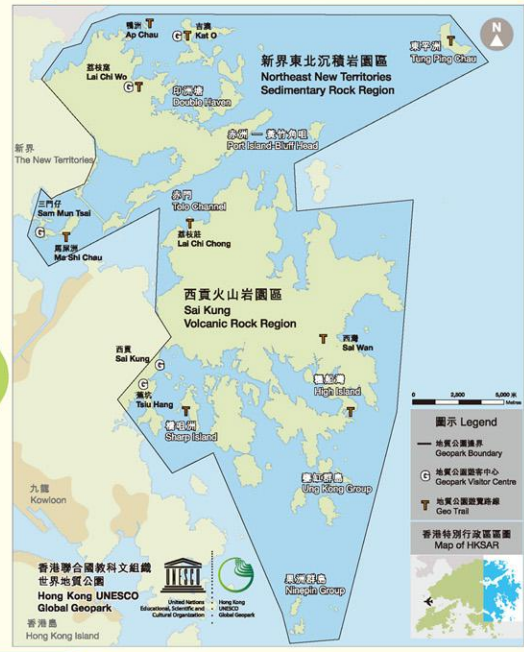 鴨洲
Ap Chau
吉澳
Kat O
G T
T
東平洲
Tung Ping Chau
T
N
荔枝窩
Lai Chi Wo
G T
印洲塘
Double Haven
新界東北沉積岩園區
Northeast New Territories
Sedimentary Rock Region
赤洲 — 黃竹角咀
Port Island-Bluff Head
新界
The New Territories
三門仔
Sam Mun Tsai
G
馬屎洲
Ma Shi Chau
T
赤門
Tolo Channel
T
荔枝莊
Lai Chi Chong
西貢火山岩園區
Sai Kung
Volcanic Rock Region
西貢
Sai Kung
G
G
蕉坑
Tsiu Hang
T
橋咀洲
Sharp Island
T
西灣
Sai Wan
糧船灣
High Island
T
甕缸群島
Ung Kong Group
果洲群島
Ninepin Group
九龍
Kowloon
香港島
Hong Kong Island
香港聯合國教科文組織
世界地質公園
Hong Kong UNESCO
Global Geopark
UNESCO
United Nations
Educational, Scientific and
Cultural Organization
Hong Kong
UNESCO
Global Geopark
0 2,500 5,000 米
Metres
圖示 Legend
地質公園邊界
Geopark Boundary
G 地質公園遊客中心
Geopark Visitor Centre
T 地質公園遊覽路線
Geo Trail
香港特別行政區區圖
Map of HKSAR